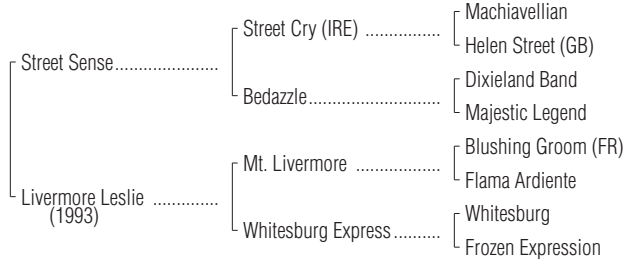 Machiavellian
Street Cry (IRE) ..................
Helen Street (GB)
Street Sense.........................
Dixieland Band
Bedazzle................................
Majestic Legend
Blushing Groom (FR)
Mt. Livermore ....................
Flama Ardiente
Livermore Leslie ..................
(1993)
Whitesburg
Whitesburg Express...........
Frozen Expression